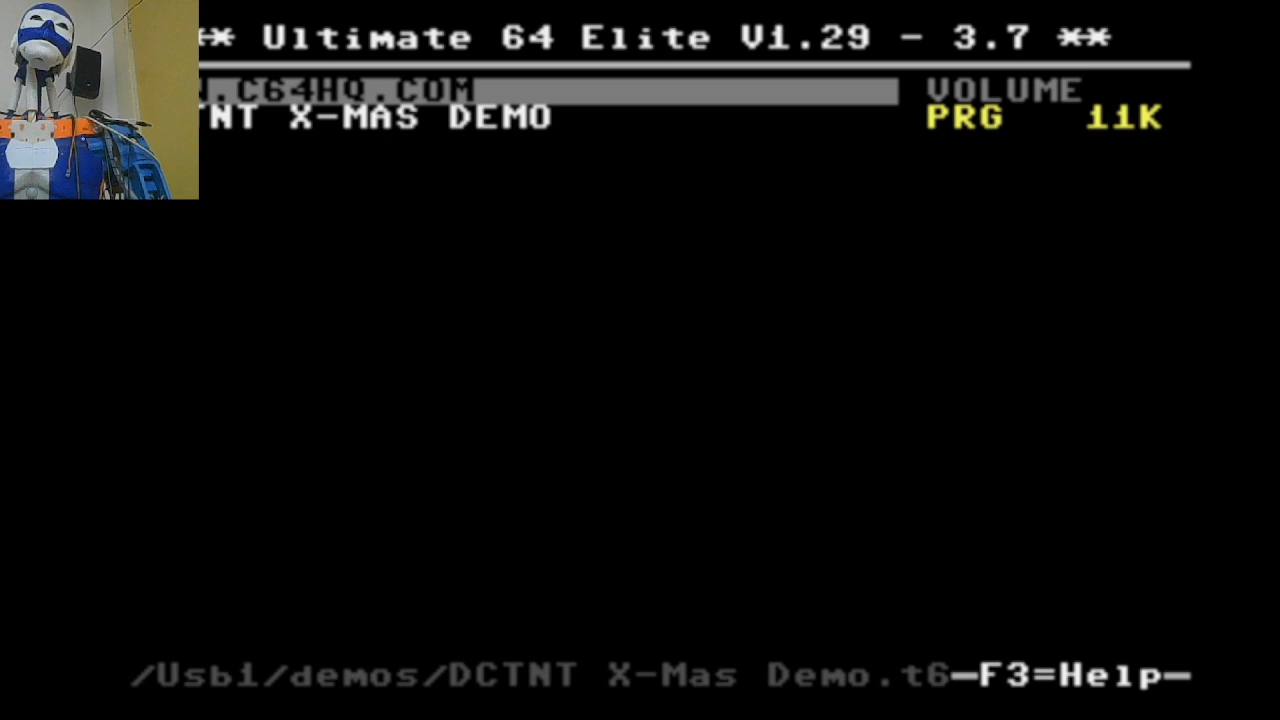 ** Ultimate 64 Elite V1.29 - 3.7 **
.C64HQ.COM VOLUME
TNT X-MAS DEMO PRG 11K
/Usb1/demos/DCTNT X-Mas Demo.t6 F3=Help